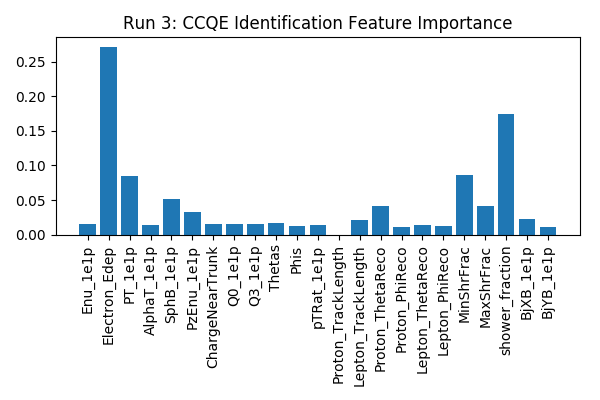 Run 3: CCQE Identification Feature Importance
0.25
0.20
0.15
0.10
0.05
0.00
Enu_1e1p
Electron_Edep
PT_1e1p
AlphaT_1e1p
SphB_1e1p
PzEnu_1e1p
ChargeNearTrunk
Q0_1e1p
Q3_1e1p
Thetas
Phis
pTRat_1e1p
Proton_TrackLength
Lepton_TrackLength
Proton_ThetaReco
Proton_PhiReco
Lepton_ThetaReco
Lepton_PhiReco
MinShrFrac
MaxShrFrac
shower_fraction
BjXB_1e1p
BjYB_1e1p